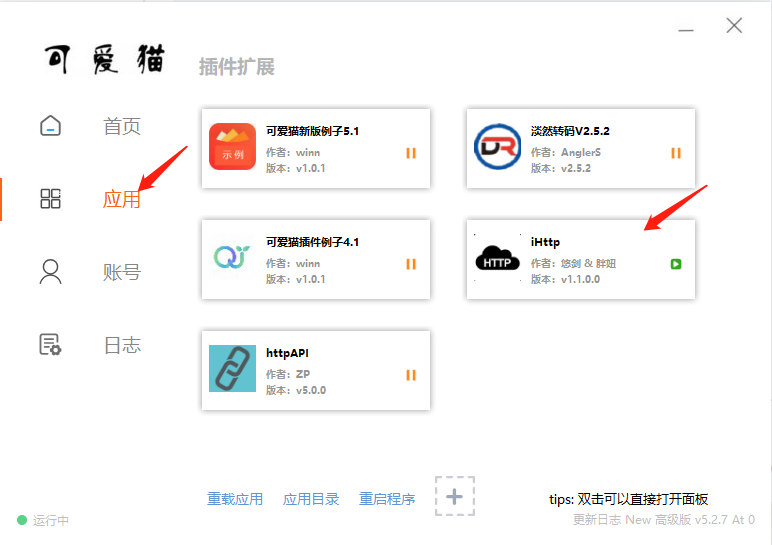 可爱猫
插件扩展
首页
应用
账号
日志
示例
可爱猫新版例子5.1
作者：winn
版本：v1.0.1
淡然转码V2.5.2
作者：AnglerS
版本：v2.5.2
可爱猫插件例子4.1
作者：winn
版本：v1.0.1
HTTP
iHttp
作者：悠剑 & 胖妞
版本：v1.1.0.0
httpAPI
作者：ZP
版本：v5.0.0
重载应用 应用目录 重启程序
tips: 双击可以直接打开面板
运行中
更新日志 New 高级版 v5.2.7 At 0